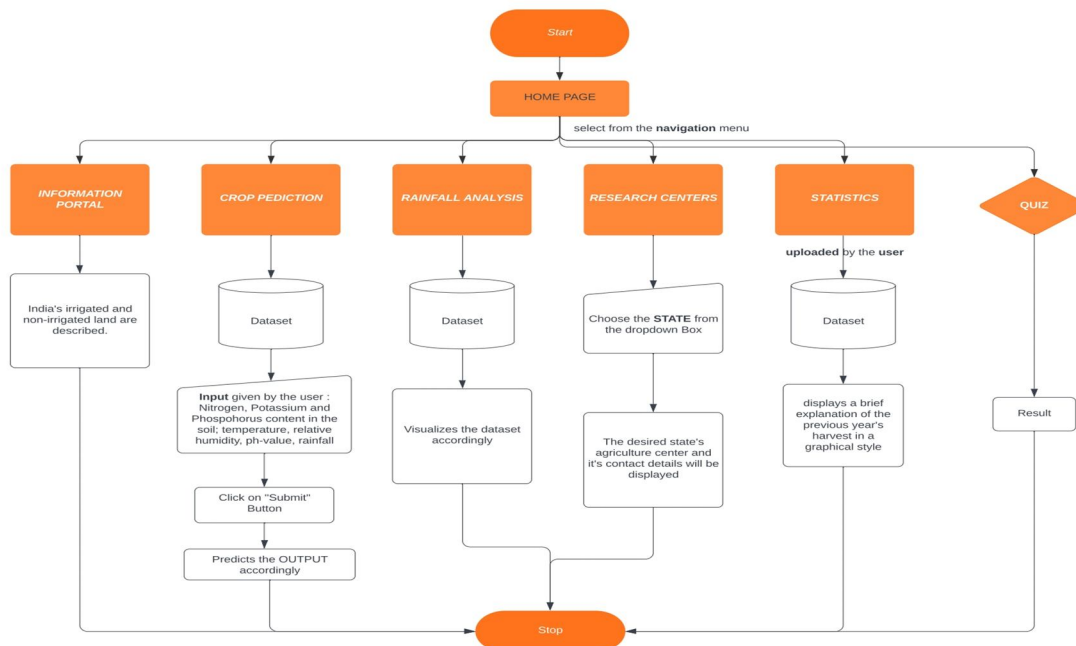 Start
HOME PAGE
select from the navigation menu
INFORMATION
PORTAL
CROP PEDICTION
RAINFALL ANALYSIS
RESEARCH CENTERS
STATISTICS
QUIZ
uploaded by the user
India's irrigated and
non-irrigated land are
described.
Dataset
Dataset
Choose the STATE from
the dropdown Box
Dataset
Input given by the user :
Nitrogen, Potassium and
Phospohorus content in the
soil; temperature, relative
humidity, ph-value, rainfall
Visualizes the dataset
accordingly
The desired state's
agriculture center and
it's contact details will be
displayed
displays a brief
explanation of the
previous year's
harvest in a
graphical style
Result
Click on "Submit"
Button
Predicts the OUTPUT
accordingly
Stop